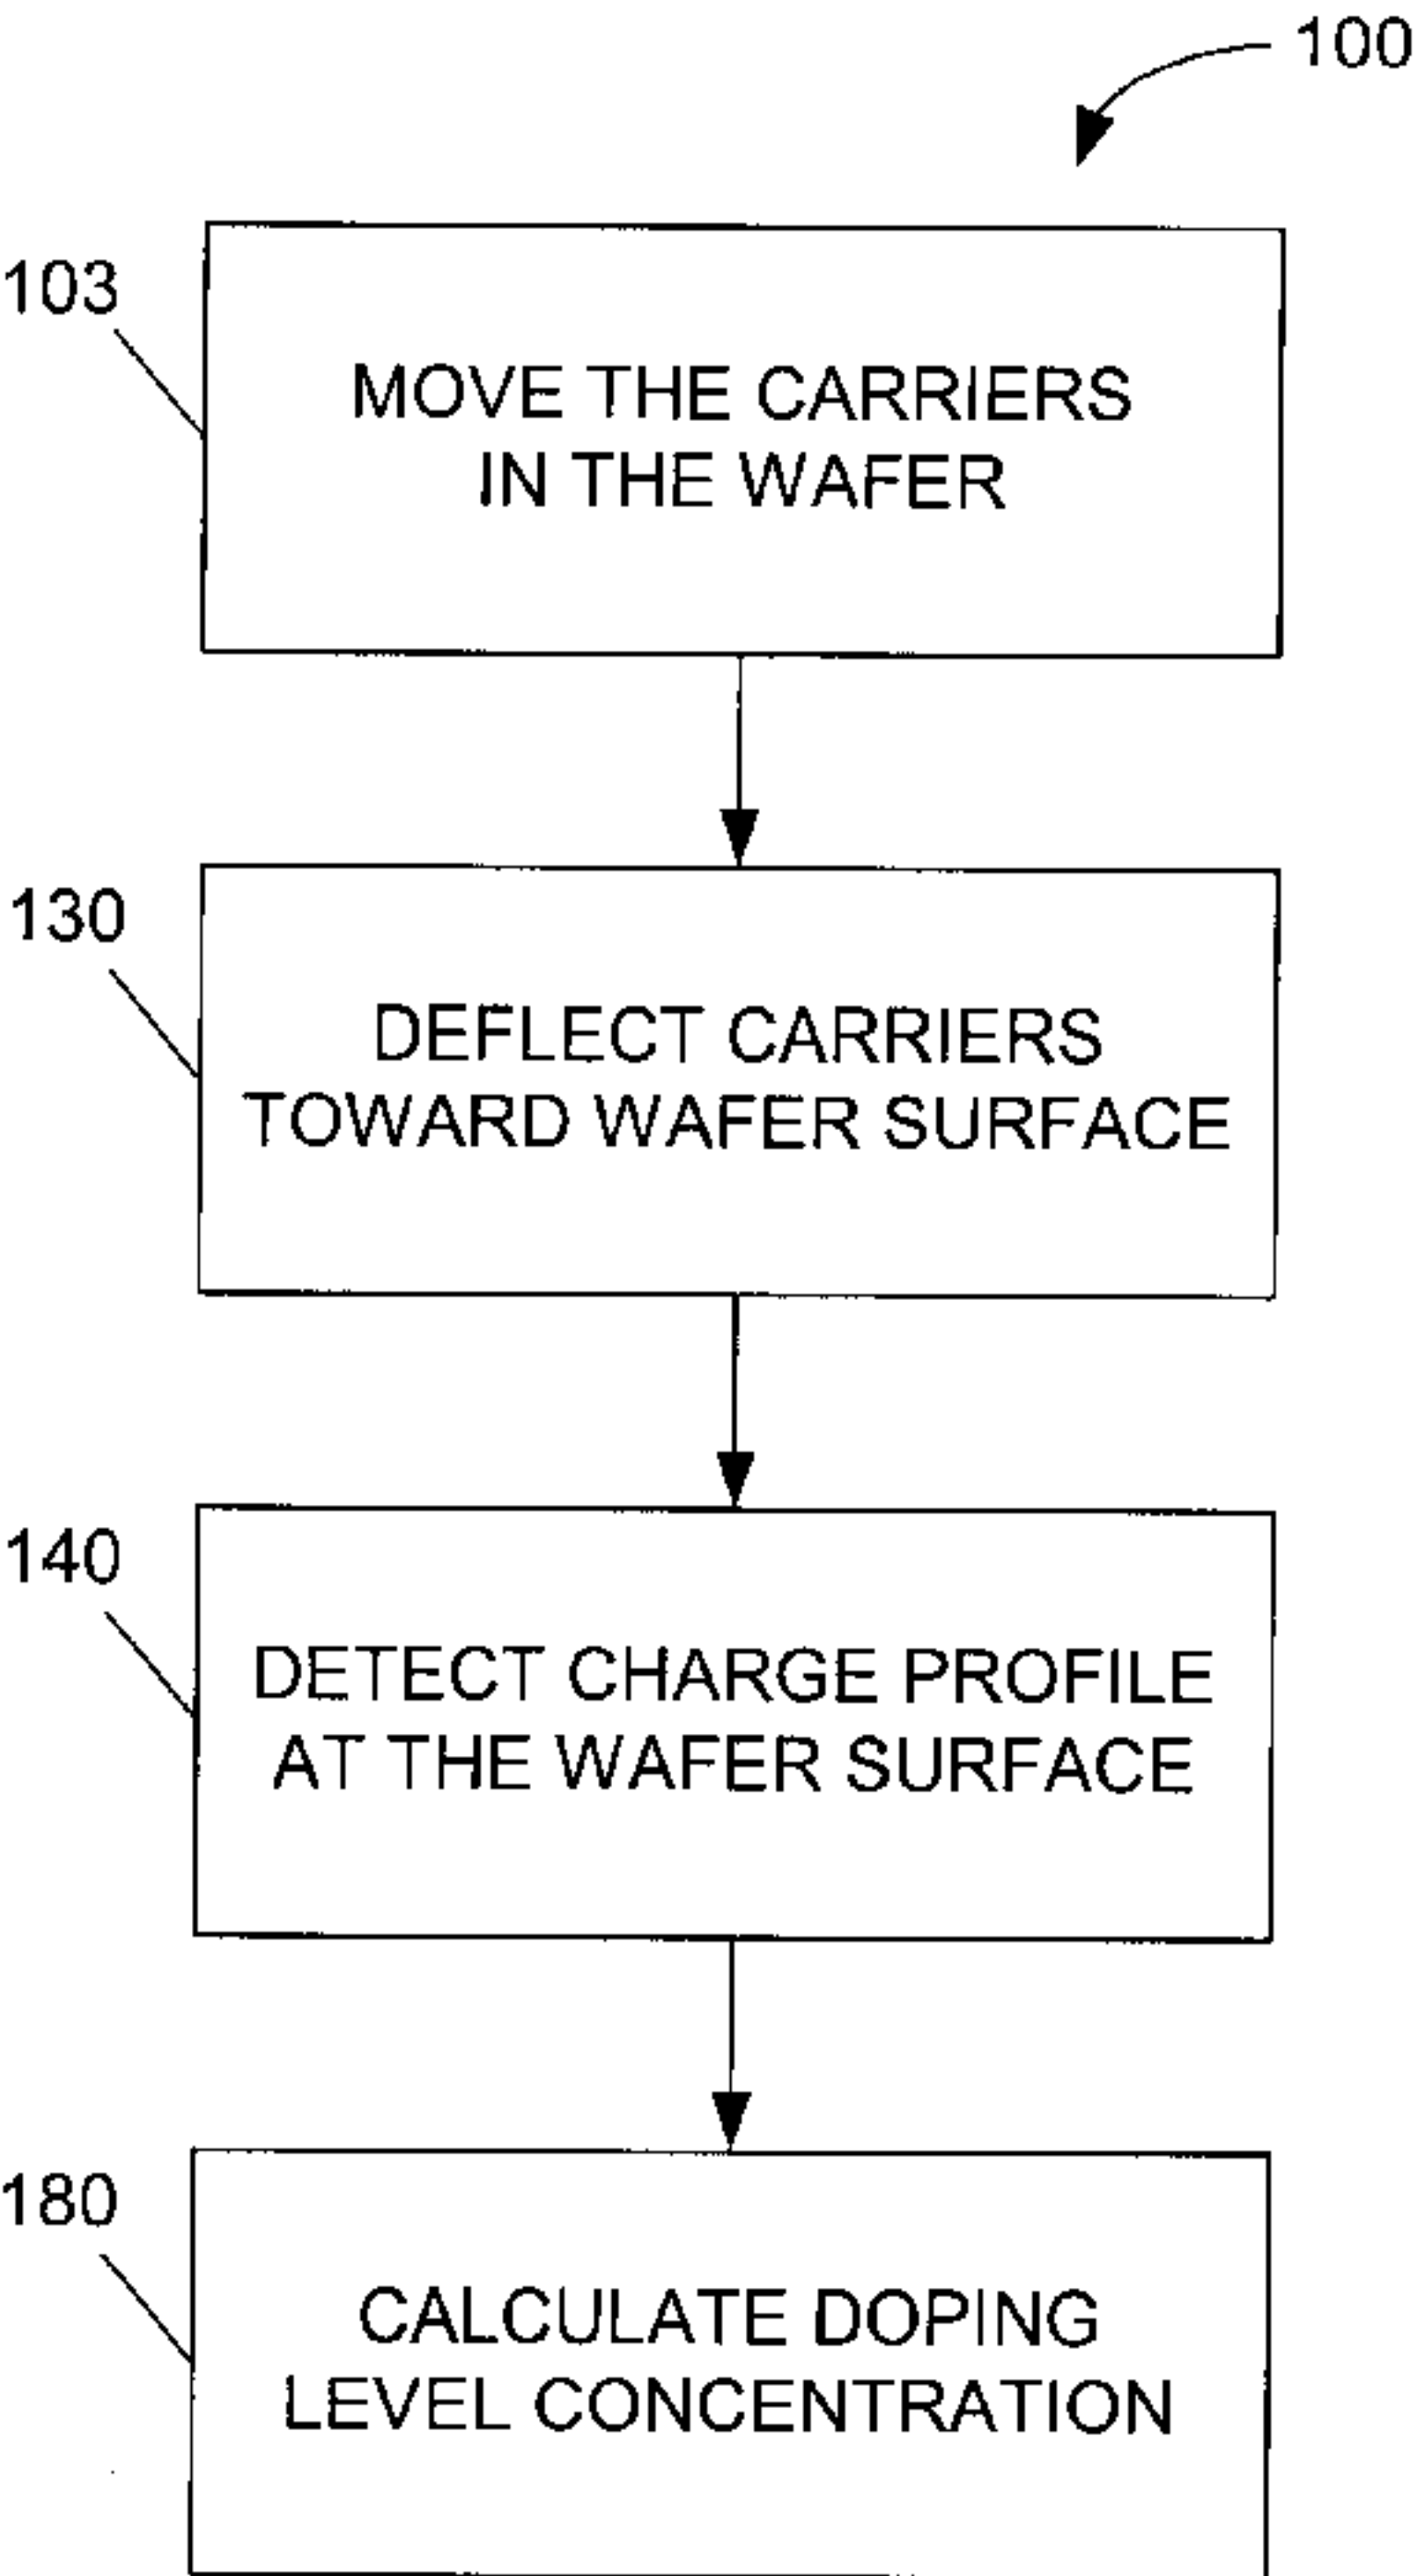 100
103
MOVE THE CARRIERS
IN THE WAFER
130
DEFLECT CARRIERS
TOWARD WAFER SURFACE
140
DETECT CHARGE PROFILE
AT THE WAFER SURFACE
180
CALCULATE DOPING
LEVEL CONCENTRATION